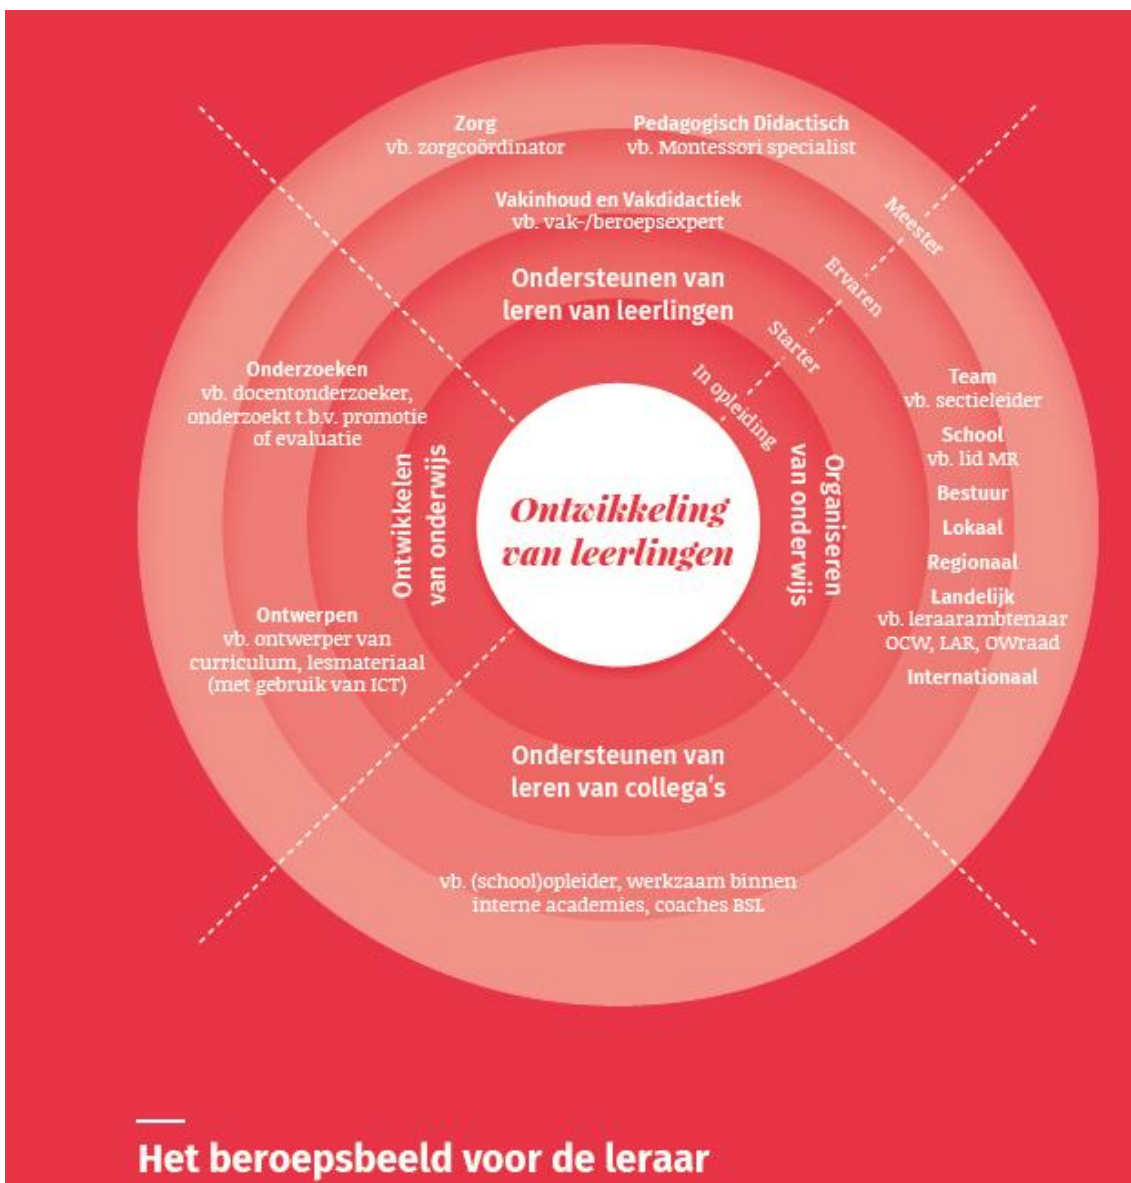 Zorg
vb. zorgcoördinator
Pedagogisch Didactisch
vb. Montessori specialist
Vakinhoud en Vakdidactiek
vb. vak-/beroepsexpert
Ondersteunen van
leren van leerlingen
Meester
Ervaren
Starter
In opleiding
Onderzoeken
vb. docentonderzoeker,
onderzoekt t.b.v. promotie
of evaluatie
Ontwikkelen
van onderwijs
Ontwerpen
vb. ontwerper van
curriculum, lesmateriaal
(met gebruik van ICT)
Ontwikkeling
van leerlingen
Organiseren
van onderwijs
Team
vb. sectieleider
School
vb. lid MR
Bestuur
Lokaal
Regionaal
Landelijk
vb. leraarambtenaar
OCW, LAR, OWraad
Internationaal
Ondersteunen van
leren van collega's
vb. (school)opleider, werkzaam binnen
interne academies, coaches BSL
Het beroepsbeeld voor de leraar